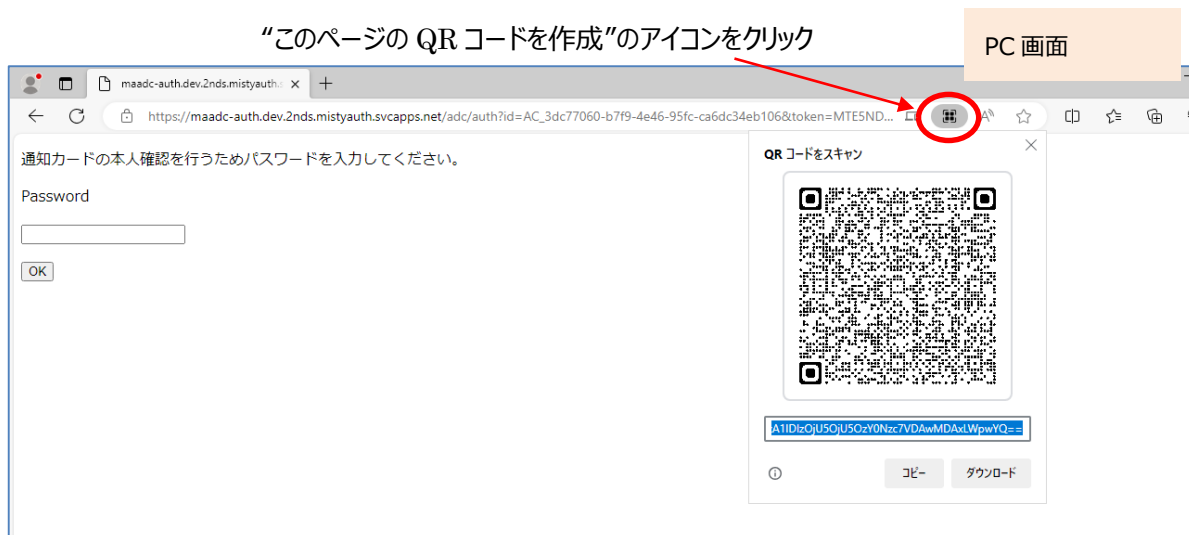 “このページの QR コードを作成”のアイコンをクリック
PC 画面
maadc-auth.dev.2nds.mistyauth.s
https://maadc-auth.dev.2nds.mistyauth.svcapps.net/adc/auth?id=AC_3dc77060-b7f9-4e46-95fc-ca6dc34eb106&token=MTE5ND...
通知カードの本人確認を行うためパスワードを入力してください。
Password
OK
QR コードをスキャン
A1IDIzOjU5OjU5OzY0Nzc7VDAwMDAxLWpwYQ==
コピー
ダウンロード